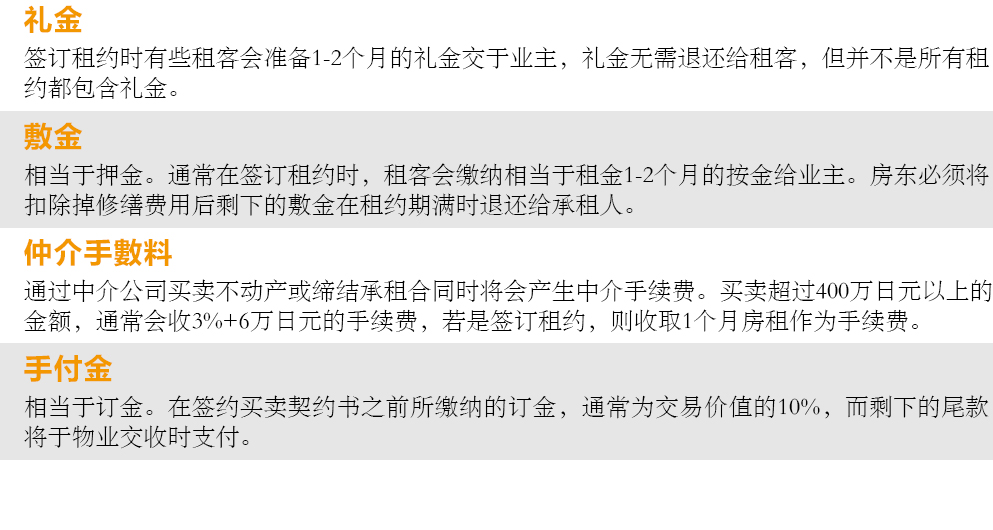 礼金
签订租约时有些租客会准备1-2个月的礼金交于业主，礼金无需退还给租客，但并不是所有租
约都包含礼金。
敷金
相当于押金。通常在签订租约时，租客会缴纳相当于租金1-2个月的按金给业主。房东必须将
扣除掉修缮费用后剩下的敷金在租约期满时退还给承租人。
仲介手數料
通过中介公司买卖不动产或缔结承租合同时将会产生中介手续费。买卖超过400万日元以上的
金额，通常会收3%+6万日元的手续费，若是签订租约，则收取1个月房租作为手续费。
手付金
相当于订金。在签约买卖契约书之前所缴纳的订金，通常为交易价值的10%，而剩下的尾款
将于物业交收时支付。